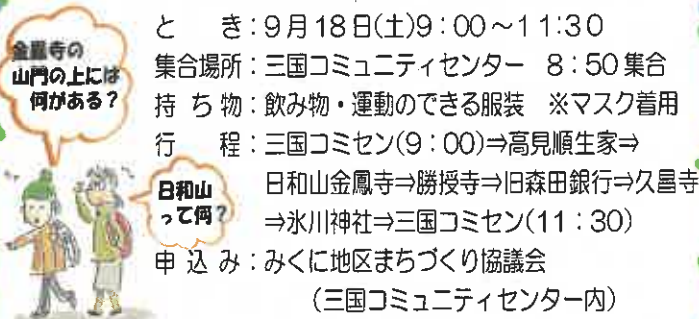 と　き：9月18日(土)9：00～11:30
集合場所：三国コミュニティセンター　8：50集合
持ち物：飲み物・運動のできる服装　※マスク着用
行　程：三国コミセン(9：00)⇒高見順生家⇒
日和山金鳳寺⇒勝授寺⇒旧森田銀行⇒久昌寺
⇒氷川神社⇒三国コミセン(11：30)
申込み：みくに地区まちづくり協議会
（三国コミュニティセンター内）
金鳳寺の
山門の上には
何がある？
日和山
って何？